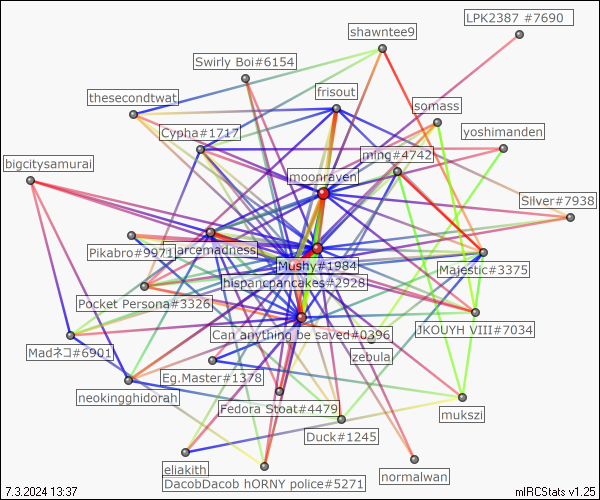 LPK2387 #7690
shawntee9
Swirly Boi#6154
thesecondtwat
frisout
somass
Cypha#1717
yoshimanden
ming#4742
bigcitysamurai
moonraven
Silver#7938
Pikabro#9971
arcemadness
Mushy#1984
Majestic#3375
hispancpancakes#2928
Pocket Persona#3326
JKOUYH VIII#7034
Can anything be saved#0396
Madネコ#6901
zebula
Eg.Master#1378
neokingghidorah
Fedora Stoat#4479
mukszi
Duck#1245
eliakith
DacobDacob hORNY police#5271
normalwan
7.3.2024 13:37
mIRCStats v1.25